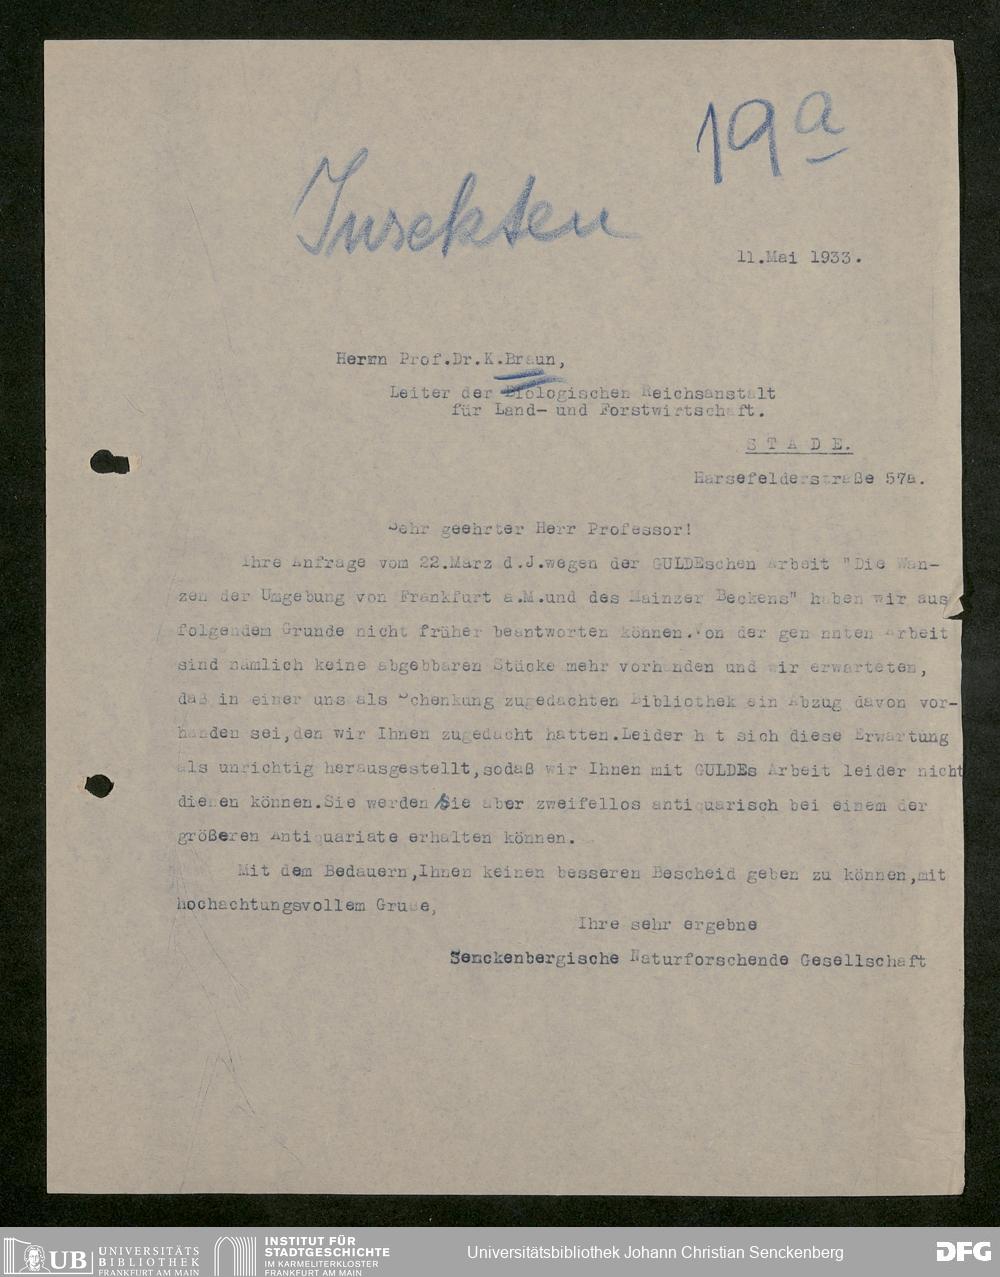 19a
Insekten
11.Mai 1933.
Herrn Prof.Dr.K.Braun,
Leiter der Biologischen Reichsanstalt
für Land- und Forstwirtschaft.
S T A D E.
Harsefelderstraße 57a.
Sehr geehrter Herr Professor!
Ihre Anfrage vom 22.März d.J.wegen der GULDEschen Arbeit "Die Wan-
zen der Umgebung von Frankfurt a.M.und des Mainzer Beckens" haben wir aus
folgendem Grunde nicht früher beantworten können.Von der genannten Arbeit
sind nämlich keine abgebbaren Stücke mehr vorhanden und wir erwarteten,
daß in einer uns als Schenkung zugedachten Bibliothek ein Abzug davon vor-
handen sei,den wir Ihnen zugedacht hatten.Leider hat sich diese Erwartung
als unrichtig herausgestellt,sodaß wir Ihnen mit GULDEs Arbeit leider nicht
dienen können.Sie werden Sie aber zweifellos antiquarisch bei einem der
größeren Antiquariate erhalten können.
Mit dem Bedauern,Ihnen keinen besseren Bescheid geben zu können,mit
hochachtungsvollem Gruße,
Ihre sehr ergebne
Senckenbergische Naturforschende Gesellschaft
UB UNIVERSITÄTS
BIBLIOTHEK
FRANKFURT AM MAIN
INSTITUT FÜR
STADTGESCHICHTE
IM KARMELITERKLOSTER
FRANKFURT AM MAIN
Universitätsbibliothek Johann Christian Senckenberg
DFG